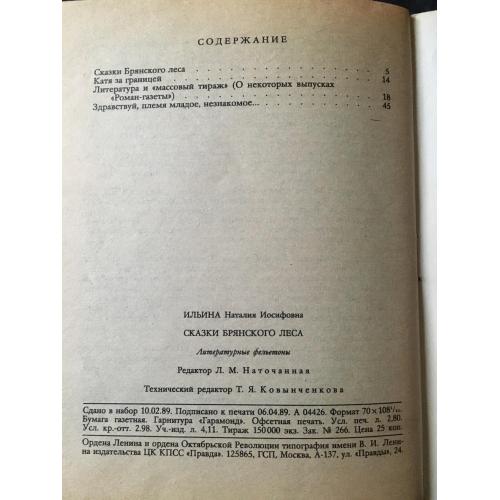 СОДЕРЖАНИЕ
Сказки Брянского леса . . . . . . . . . . . . . . 5
Катя за границей . . . . . . . . . . . . . . 14
Литература и «массовый тираж» (О некоторых выпусках
«Роман-газеты») . . . . . . . . . . . . . . 18
Здравствуй, племя младое, незнакомое... . . . . . . . . . . 45
ИЛЬИНА Наталия Иосифовна
СКАЗКИ БРЯНСКОГО ЛЕСА
Литературные фельетоны
Редактор Л. М. Наточанная
Технический редактор Т. Я. Ковынченкова
Сдано в набор 10.02.89. Подписано к печати 06.04.89. А 04426. Формат 70 × 108¹/₃₂.
Бумага газетная. Гарнитура «Гарамонд». Офсетная печать. Усл. печ. л. 2,80.
Усл. кр.-отт. 2.98. Уч.-изд. л. 4,11. Тираж 150 000 экз. Зак. № 266. Цена 25 коп.
Ордена Ленина и ордена Октябрьской Революции типография имени В. И. Лени-
на издательства ЦК КПСС «Правда». 125865, ГСП, Москва, А-137, ул. «Правды», 24.